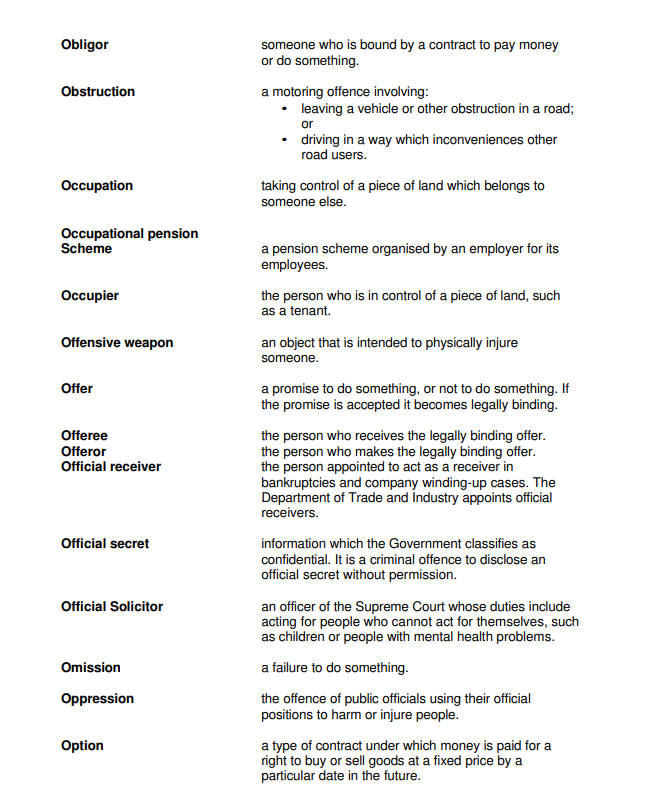 Obligor someone who is bound by a contract to pay money
or do something.
Obstruction a motoring offence involving:
• leaving a vehicle or other obstruction in a road;
or
• driving in a way which inconveniences other
road users.
Occupation taking control of a piece of land which belongs to
someone else.
Occupational pension
Scheme a pension scheme organised by an employer for its
employees.
Occupier the person who is in control of a piece of land, such
as a tenant.
Offensive weapon an object that is intended to physically injure
someone.
Offer a promise to do something, or not to do something. If
the promise is accepted it becomes legally binding.
Offeree the person who receives the legally binding offer.
Offeror the person who makes the legally binding offer.
Official receiver the person appointed to act as a receiver in
bankruptcies and company winding-up cases. The
Department of Trade and Industry appoints official
receivers.
Official secret information which the Government classifies as
confidential. It is a criminal offence to disclose an
official secret without permission.
Official Solicitor an officer of the Supreme Court whose duties include
acting for people who cannot act for themselves, such
as children or people with mental health problems.
Omission a failure to do something.
Oppression the offence of public officials using their official
positions to harm or injure people.
Option a type of contract under which money is paid for a
right to buy or sell goods at a fixed price by a
particular date in the future.